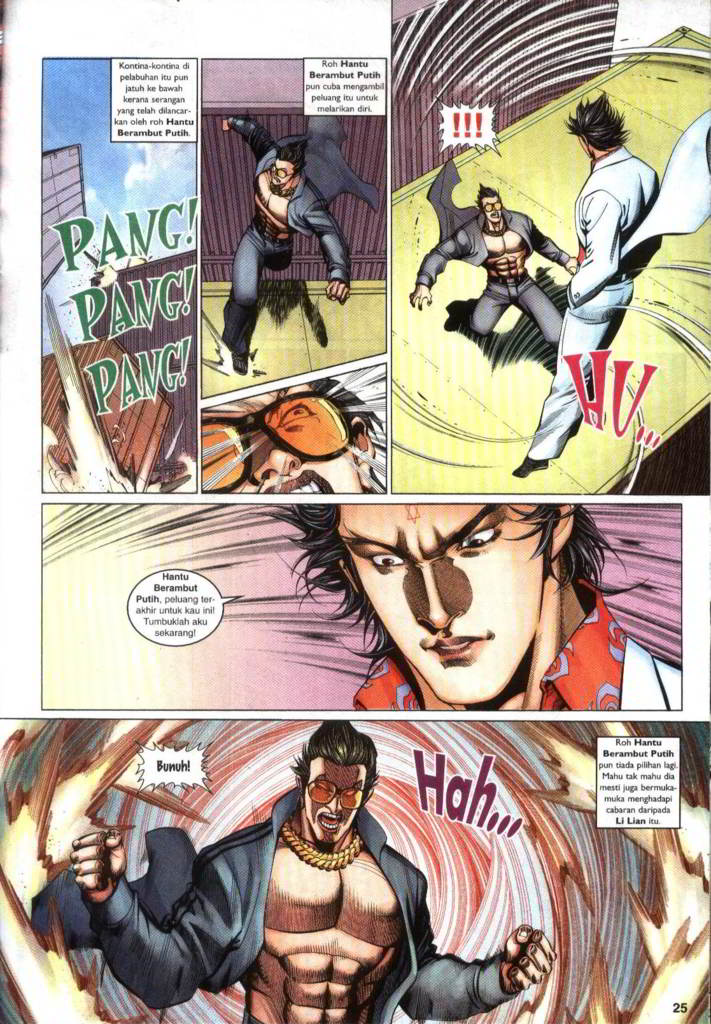 Kontina-kontina di
pelabuhan itu pun
jatuh ke bawah
kerana serangan
yang telah dilancar-
kan oleh roh Hantu
Berambut Putih.
PANG!
PANG!
PANG!
Roh Hantu
Berambut Putih
pun cuba mengambil
peluang itu untuk
melarikan diri.
!!!
HU...
Hantu
Berambut
Putih, peluang ter-
akhir untuk kau ini!
Tumbuklah aku
sekarang!
Bunuh!
Hah...
Roh Hantu
Berambut Putih
pun tiada pilihan lagi.
Mahu tak mahu dia
mesti juga bermuka-
muka menghadapi
cabaran daripada
Li Lian itu.
25